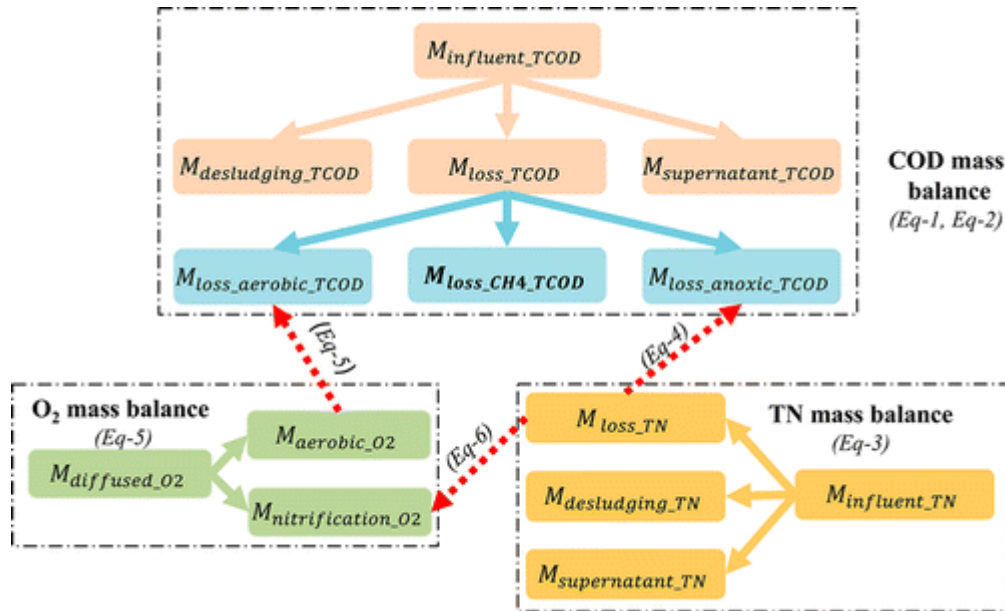 M_influent_TCOD
M_desludging_TCOD
M_loss_TCOD
M_supernatant_TCOD
COD mass
balance
(Eq-1, Eq-2)
M_loss_aerobic_TCOD
M_loss_CH4_TCOD
M_loss_anoxic_TCOD
(Eq-5)
(Eq-4)
O₂ mass balance
(Eq-5)
M_aerobic_O2
M_diffused_O2
M_nitrification_O2
(Eq-6)
M_loss_TN
TN mass balance
(Eq-3)
M_desludging_TN
M_influent_TN
M_supernatant_TN